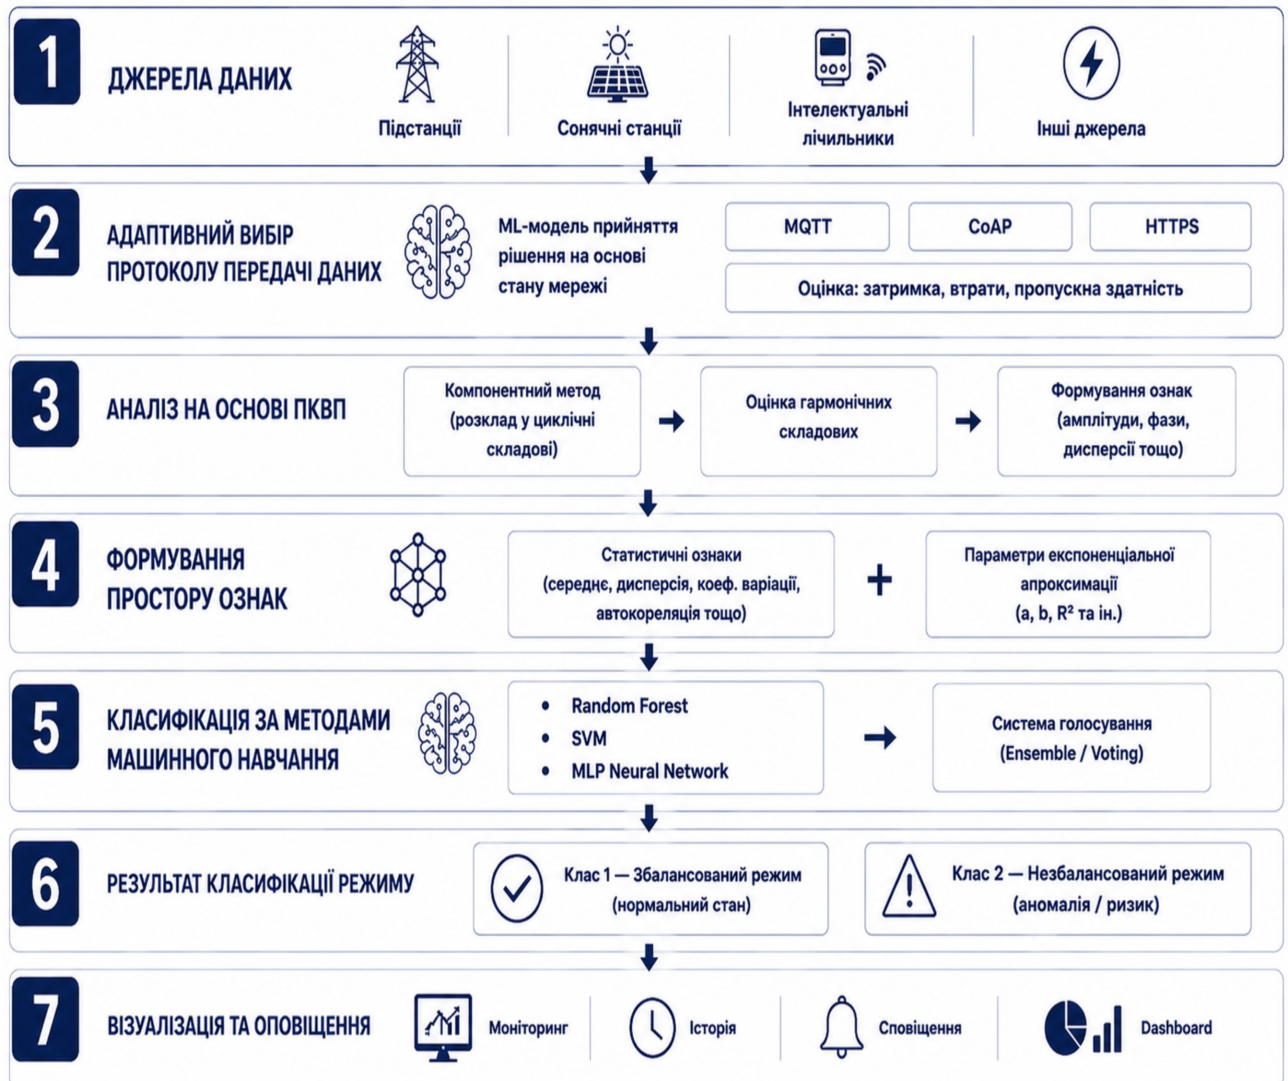 1
ДЖЕРЕЛА ДАНИХ
Підстанції
Сонячні станції
Інтелектуальні
лічильники
Інші джерела
2
АДАПТИВНИЙ ВИБІР
ПРОТОКОЛУ ПЕРЕДАЧІ ДАНИХ
ML-модель прийняття
рішення на основі
стану мережі
MQTT
CoAP
HTTPS
Оцінка: затримка, втрати, пропускна здатність
3
АНАЛІЗ НА ОСНОВІ ПКВП
Компонентний метод
(розклад у циклічні
складові)
Оцінка гармонічних
складових
Формування ознак
(амплітуди, фази,
дисперсії тощо)
4
ФОРМУВАННЯ
ПРОСТОРУ ОЗНАК
Статистичні ознаки
(середнє, дисперсія, коеф. варіації,
автокореляція тощо)
+
Параметри експоненціальної
апроксимації
(a, b, R² та ін.)
5
КЛАСИФІКАЦІЯ ЗА МЕТОДАМИ
МАШИННОГО НАВЧАННЯ
• Random Forest
• SVM
• MLP Neural Network
Система голосування
(Ensemble / Voting)
6
РЕЗУЛЬТАТ КЛАСИФІКАЦІЇ РЕЖИМУ
Клас 1 — Збалансований режим
(нормальний стан)
Клас 2 — Незбалансований режим
(аномалія / ризик)
7
ВІЗУАЛІЗАЦІЯ ТА ОПОВІЩЕННЯ
Моніторинг
Історія
Сповіщення
Dashboard